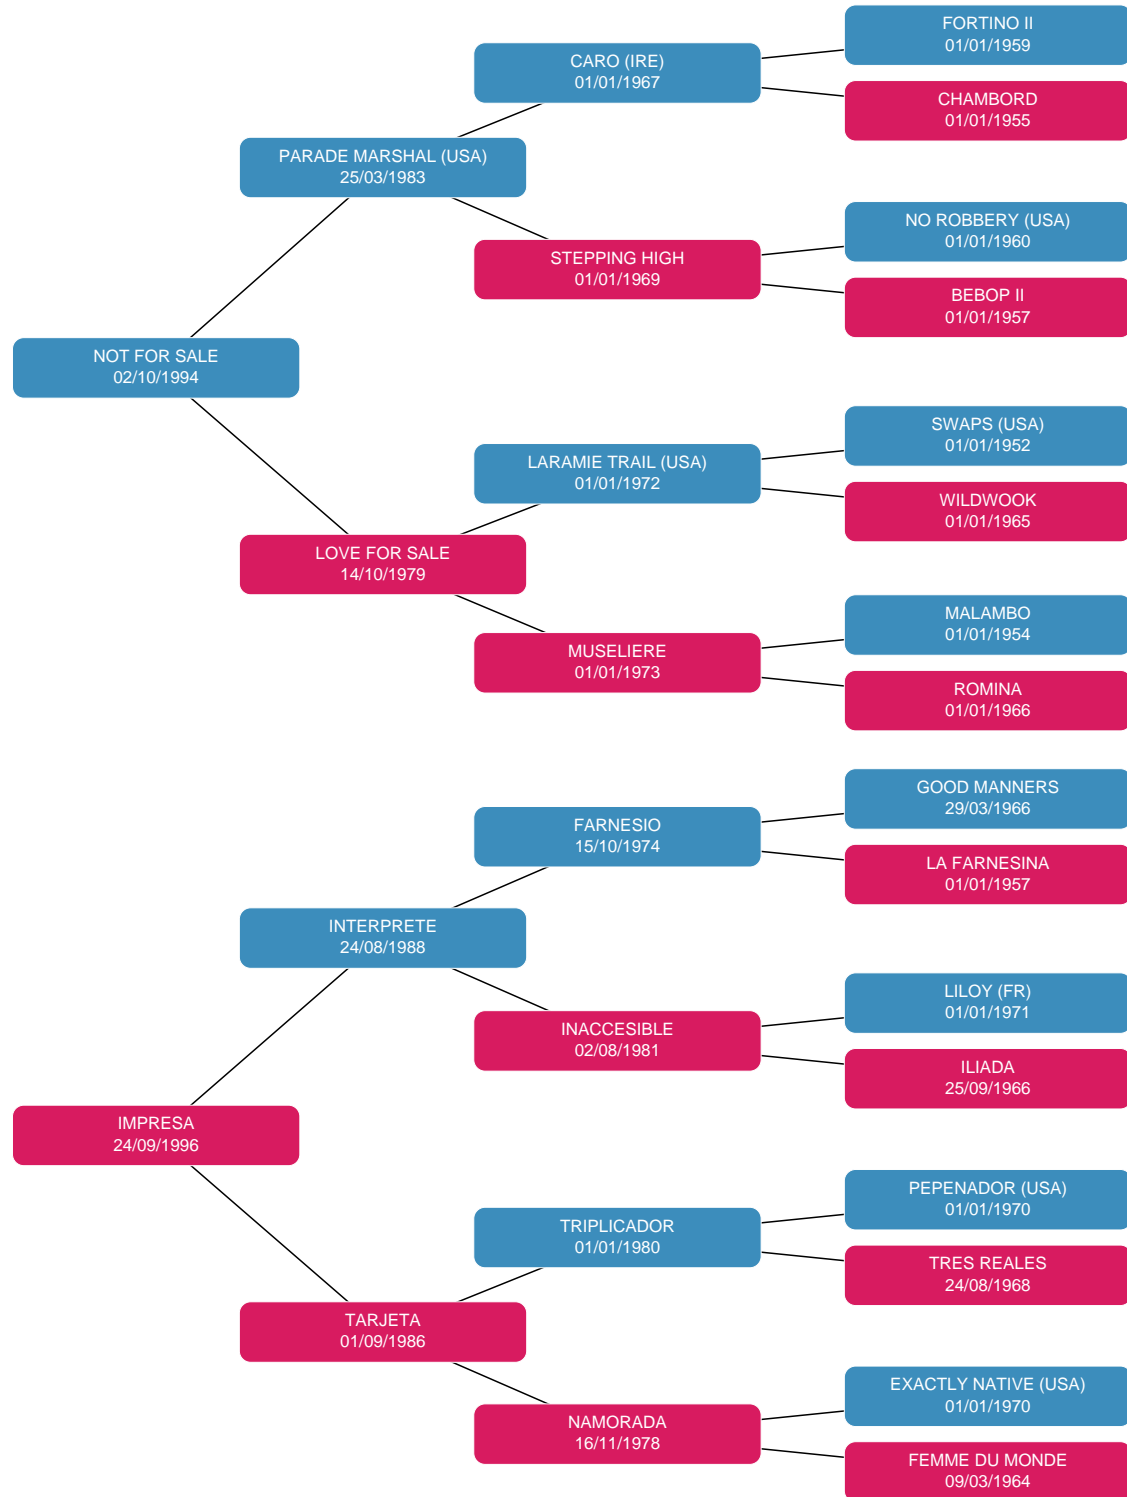 FORTINO II
01/01/1959
CARO (IRE)
01/01/1967
CHAMBORD
01/01/1955
PARADE MARSHAL (USA)
25/03/1983
NO ROBBERY (USA)
01/01/1960
STEPPING HIGH
01/01/1969
BEBOP II
01/01/1957
NOT FOR SALE
02/10/1994
SWAPS (USA)
01/01/1952
LARAMIE TRAIL (USA)
01/01/1972
WILDWOOK
01/01/1965
LOVE FOR SALE
14/10/1979
MALAMBO
01/01/1954
MUSELIERE
01/01/1973
ROMINA
01/01/1966
GOOD MANNERS
29/03/1966
FARNESIO
15/10/1974
LA FARNESINA
01/01/1957
INTERPRETE
24/08/1988
LILOY (FR)
01/01/1971
INACCESIBLE
02/08/1981
ILIADA
25/09/1966
IMPRESA
24/09/1996
PEPENADOR (USA)
01/01/1970
TRIPLICADOR
01/01/1980
TRES REALES
24/08/1968
TARJETA
01/09/1986
EXACTLY NATIVE (USA)
01/01/1970
NAMORADA
16/11/1978
FEMME DU MONDE
09/03/1964